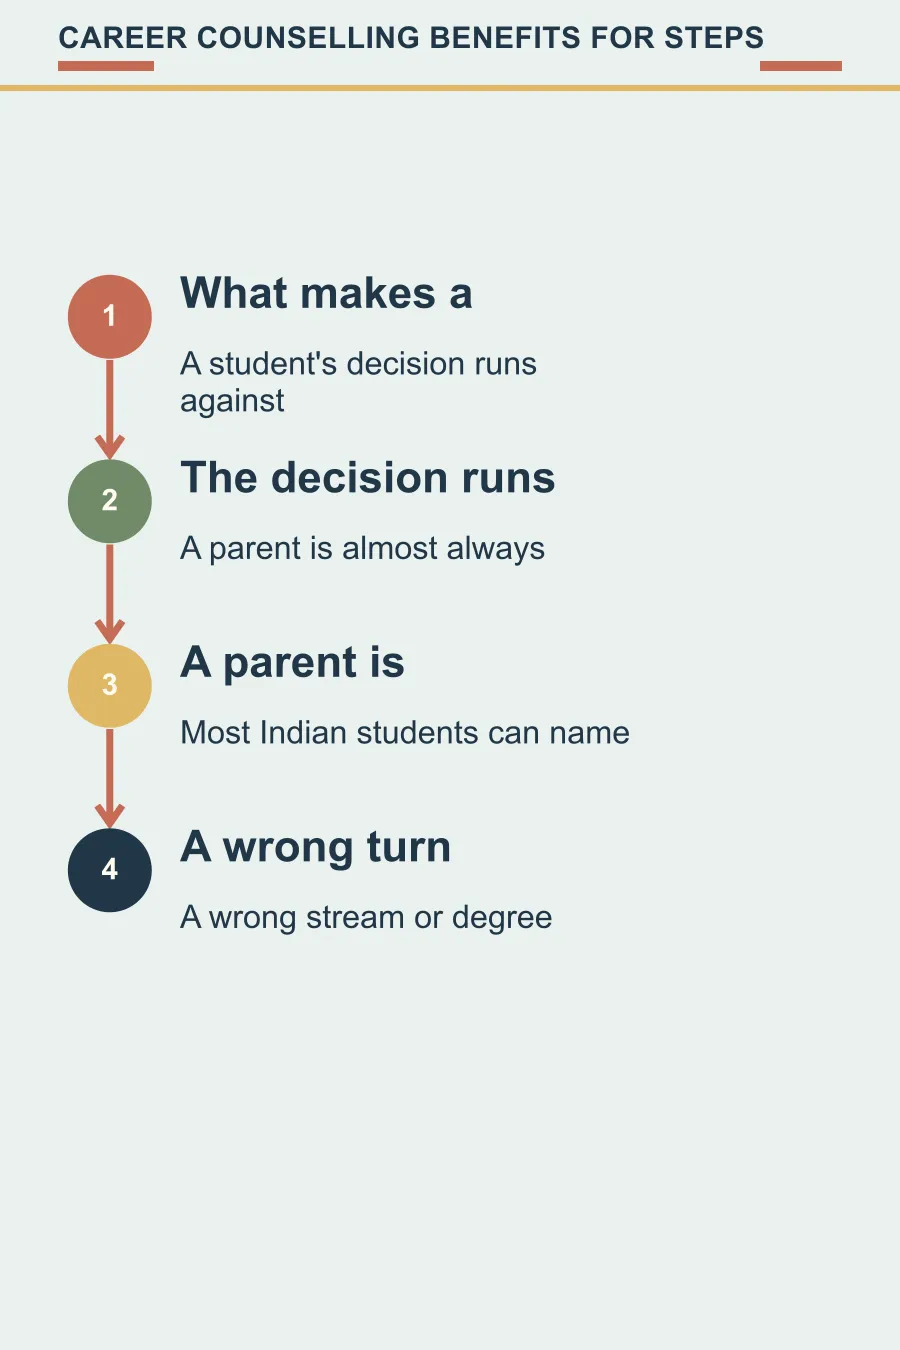 CAREER COUNSELLING BENEFITS FOR STEPS
1
What makes a
A student's decision runs
against
2
The decision runs
A parent is almost always
3
A parent is
Most Indian students can name
4
A wrong turn
A wrong stream or degree